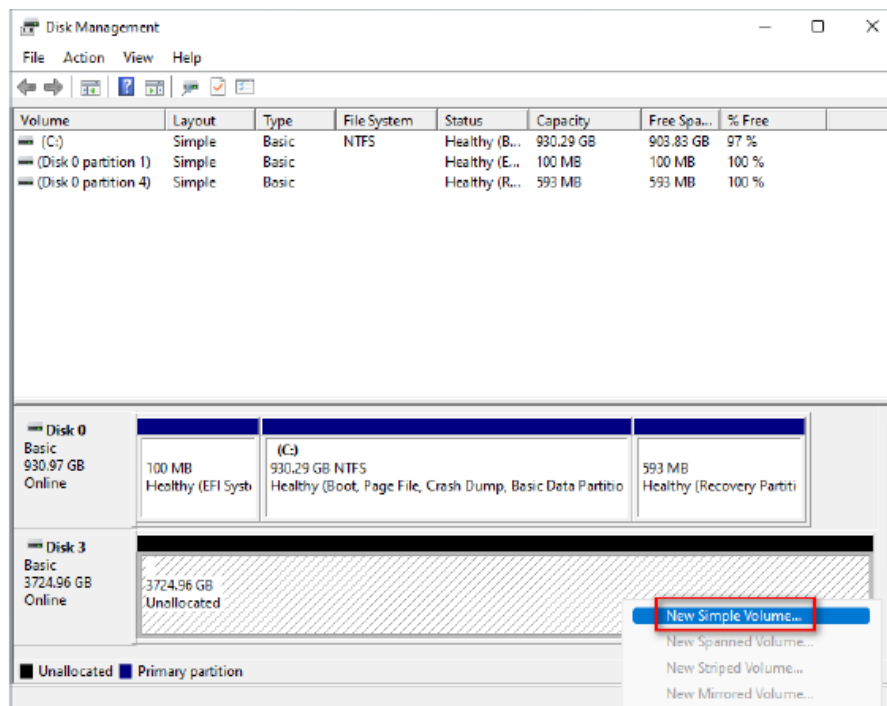 Disk Management
File Action View Help
Volume Layout Type File System Status Capacity Free Spa... % Free
(C:) Simple Basic NTFS Healthy (B... 930.29 GB 903.83 GB 97 %
(Disk 0 partition 1) Simple Basic Healthy (E... 100 MB 100 MB 100 %
(Disk 0 partition 4) Simple Basic Healthy (R... 593 MB 593 MB 100 %
Disk 0
Basic
930.97 GB
Online
100 MB
Healthy (EFI Syst
(C:)
930.29 GB NTFS
Healthy (Boot, Page File, Crash Dump, Basic Data Partitio
593 MB
Healthy (Recovery Partiti
Disk 3
Basic
3724.96 GB
Online
3724.96 GB
Unallocated
New Simple Volume...
New Spanned Volume...
New Striped Volume...
New Mirrored Volume...
Unallocated Primary partition